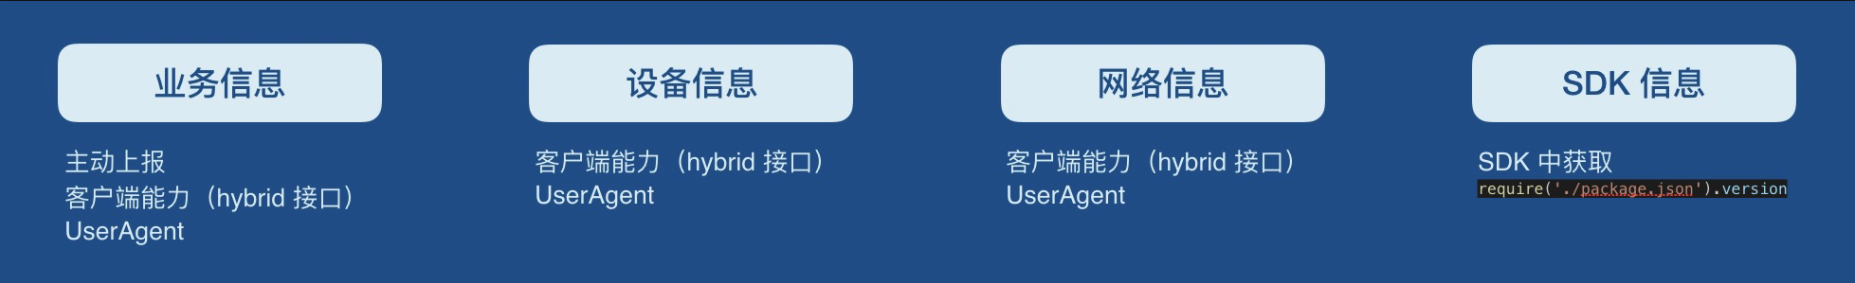 业务信息
主动上报
客户端能力（hybrid 接口）
UserAgent
设备信息
客户端能力（hybrid 接口）
UserAgent
网络信息
客户端能力（hybrid 接口）
UserAgent
SDK 信息
SDK 中获取
require('./package.json').version